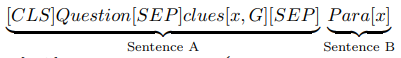 [CLS]Question[SEP]clues[x, G][SEP] Para[x]
Sentence A Sentence B